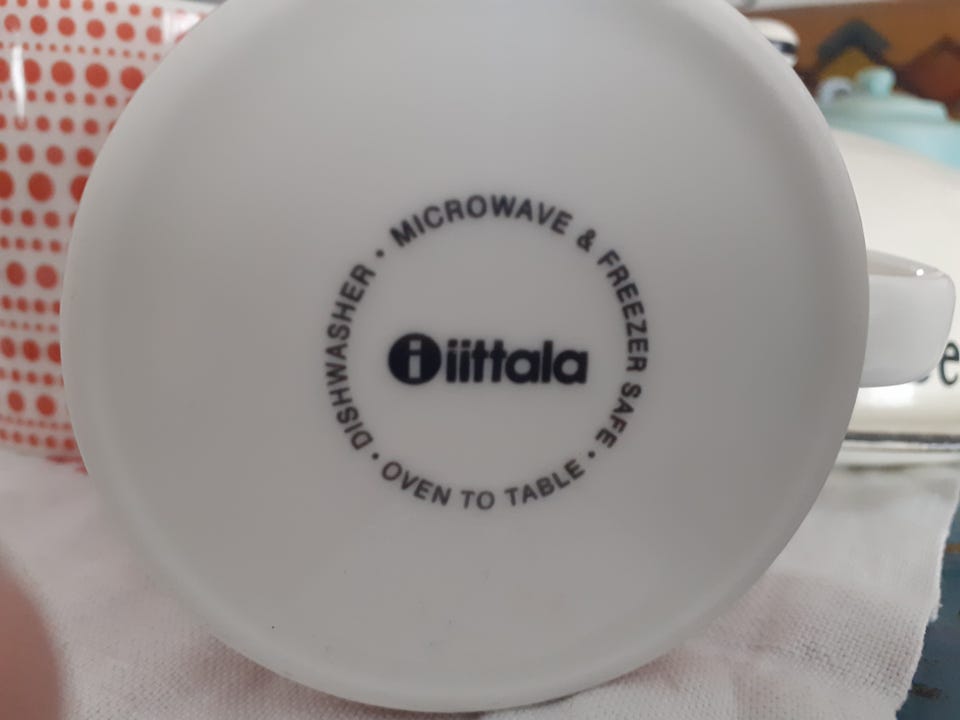 DISHWASHER • MICROWAVE & FREEZER SAFE • OVEN TO TABLE •
i iittala